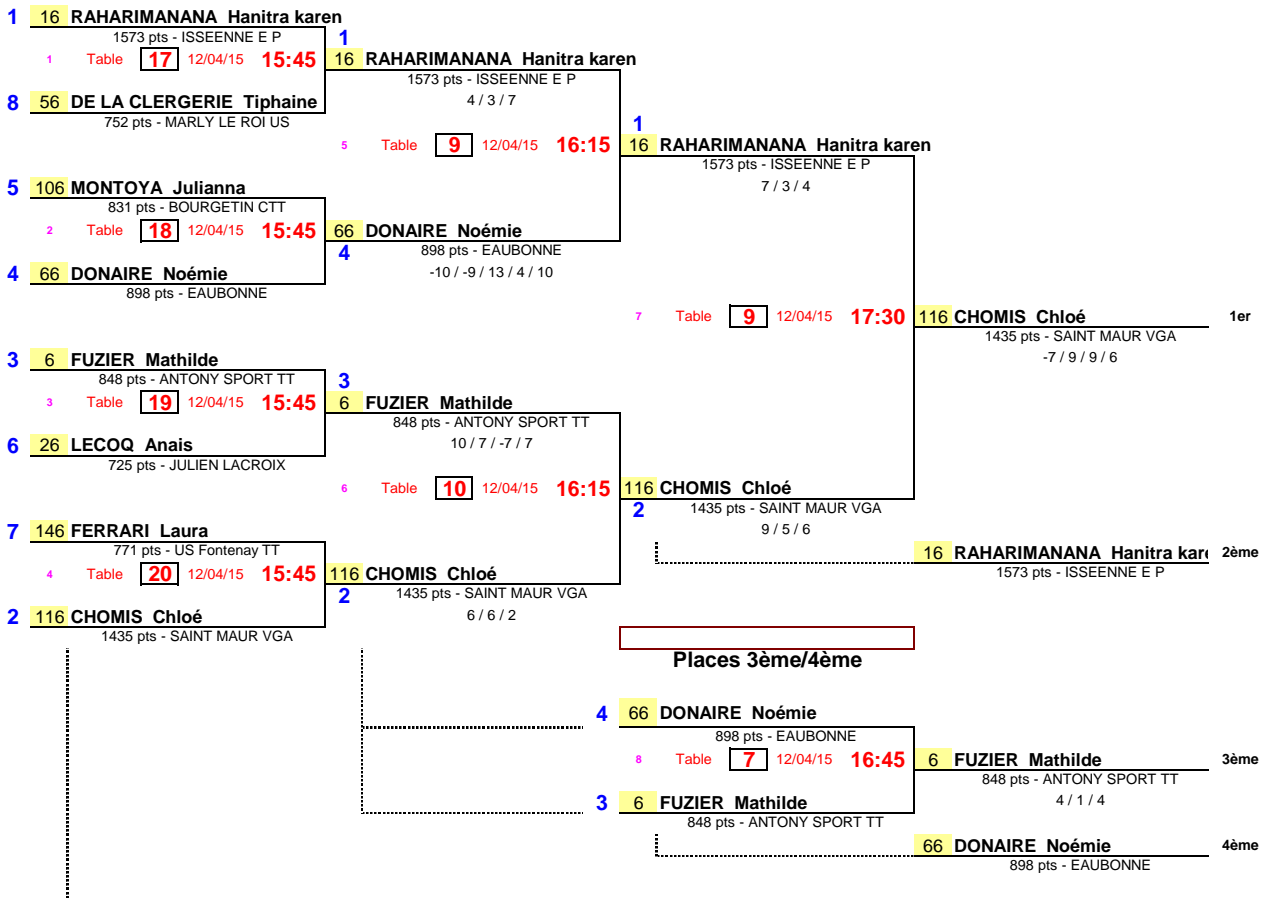 1 16 RAHARIMANANA Hanitra karen
1573 pts - ISSEENNE E P
1
1 Table 17 12/04/15 15:45 16 RAHARIMANANA Hanitra karen
1573 pts - ISSEENNE E P
8 56 DE LA CLERGERIE Tiphaine 4 / 3 / 7
752 pts - MARLY LE ROI US
1
5 Table 9 12/04/15 16:15 16 RAHARIMANANA Hanitra karen
1573 pts - ISSEENNE E P
5 106 MONTOYA Julianna 7 / 3 / 4
831 pts - BOURGETIN CTT
2 Table 18 12/04/15 15:45 66 DONAIRE Noémie
4 898 pts - EAUBONNE
4 66 DONAIRE Noémie -10 / -9 / 13 / 4 / 10
898 pts - EAUBONNE
7 Table 9 12/04/15 17:30 116 CHOMIS Chloé 1er
1435 pts - SAINT MAUR VGA
3 6 FUZIER Mathilde -7 / 9 / 9 / 6
848 pts - ANTONY SPORT TT
3
3 Table 19 12/04/15 15:45 6 FUZIER Mathilde
848 pts - ANTONY SPORT TT
6 26 LECOQ Anais 10 / 7 / -7 / 7
725 pts - JULIEN LACROIX
6 Table 10 12/04/15 16:15 116 CHOMIS Chloé
2 1435 pts - SAINT MAUR VGA
7 146 FERRARI Laura 9 / 5 / 6
771 pts - US Fontenay TT 16 RAHARIMANANA Hanitra kar 2ème
4 Table 20 12/04/15 15:45 116 CHOMIS Chloé 1573 pts - ISSEENNE E P
2 1435 pts - SAINT MAUR VGA
2 116 CHOMIS Chloé 6 / 6 / 2
1435 pts - SAINT MAUR VGA
Places 3ème/4ème
4 66 DONAIRE Noémie
898 pts - EAUBONNE
8 Table 7 12/04/15 16:45 6 FUZIER Mathilde 3ème
848 pts - ANTONY SPORT TT
3 6 FUZIER Mathilde 4 / 1 / 4
848 pts - ANTONY SPORT TT
66 DONAIRE Noémie 4ème
898 pts - EAUBONNE